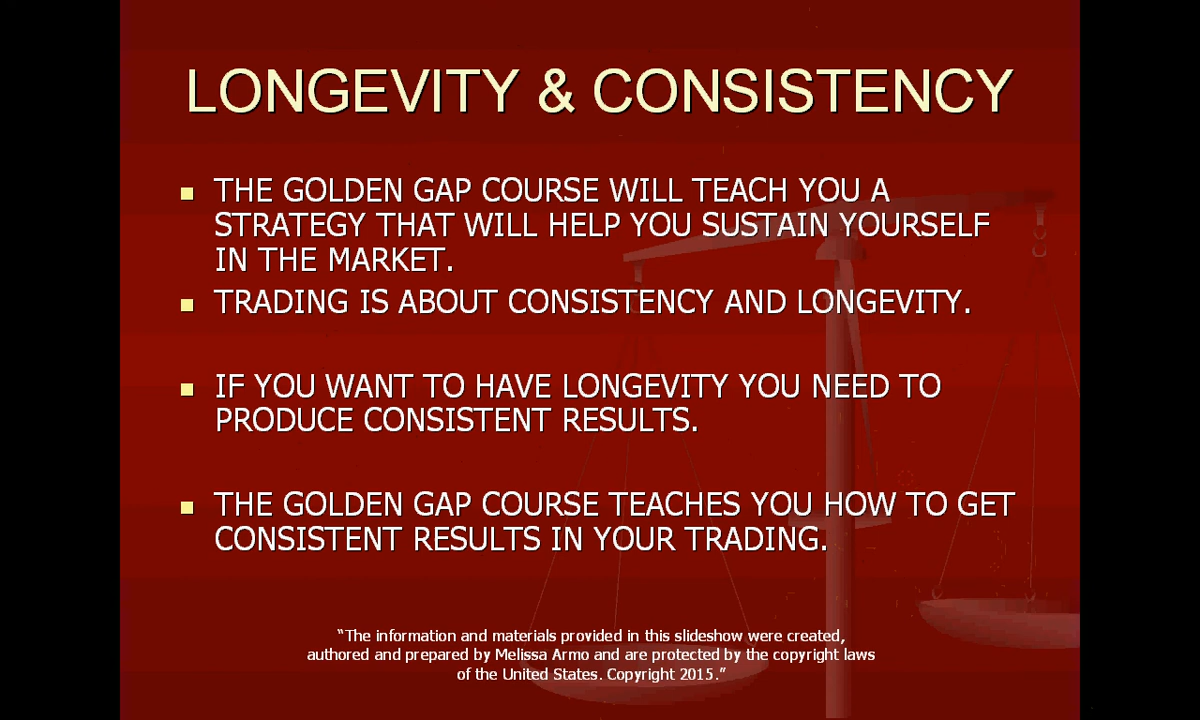 LONGEVITY & CONSISTENCY
THE GOLDEN GAP COURSE WILL TEACH YOU A
STRATEGY THAT WILL HELP YOU SUSTAIN YOURSELF
IN THE MARKET.
TRADING IS ABOUT CONSISTENCY AND LONGEVITY.
IF YOU WANT TO HAVE LONGEVITY YOU NEED TO
PRODUCE CONSISTENT RESULTS.
THE GOLDEN GAP COURSE TEACHES YOU HOW TO GET
CONSISTENT RESULTS IN YOUR TRADING.
“The information and materials provided in this slideshow were created,
authored and prepared by Melissa Armo and are protected by the copyright laws
of the United States. Copyright 2015.”